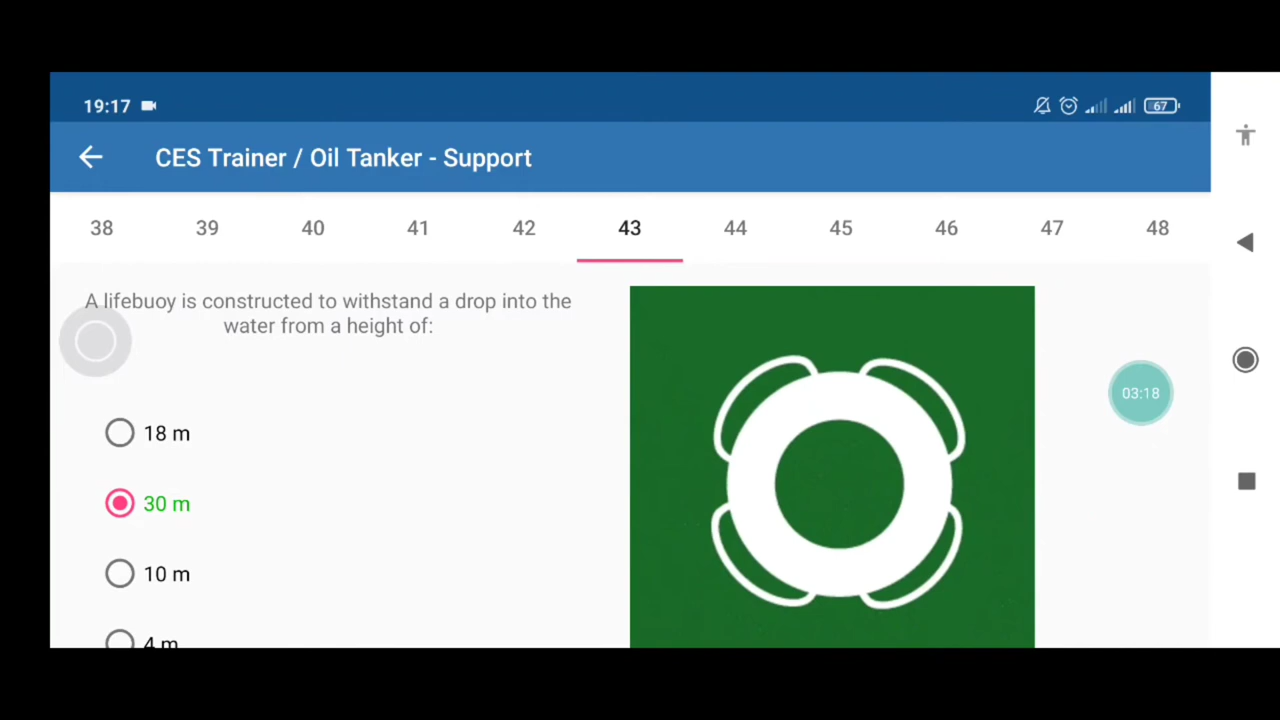 19:17
67
CES Trainer / Oil Tanker - Support
38 39 40 41 42 43 44 45 46 47 48
A lifebuoy is constructed to withstand a drop into the
water from a height of:
03:18
18 m
30 m
10 m
4 m